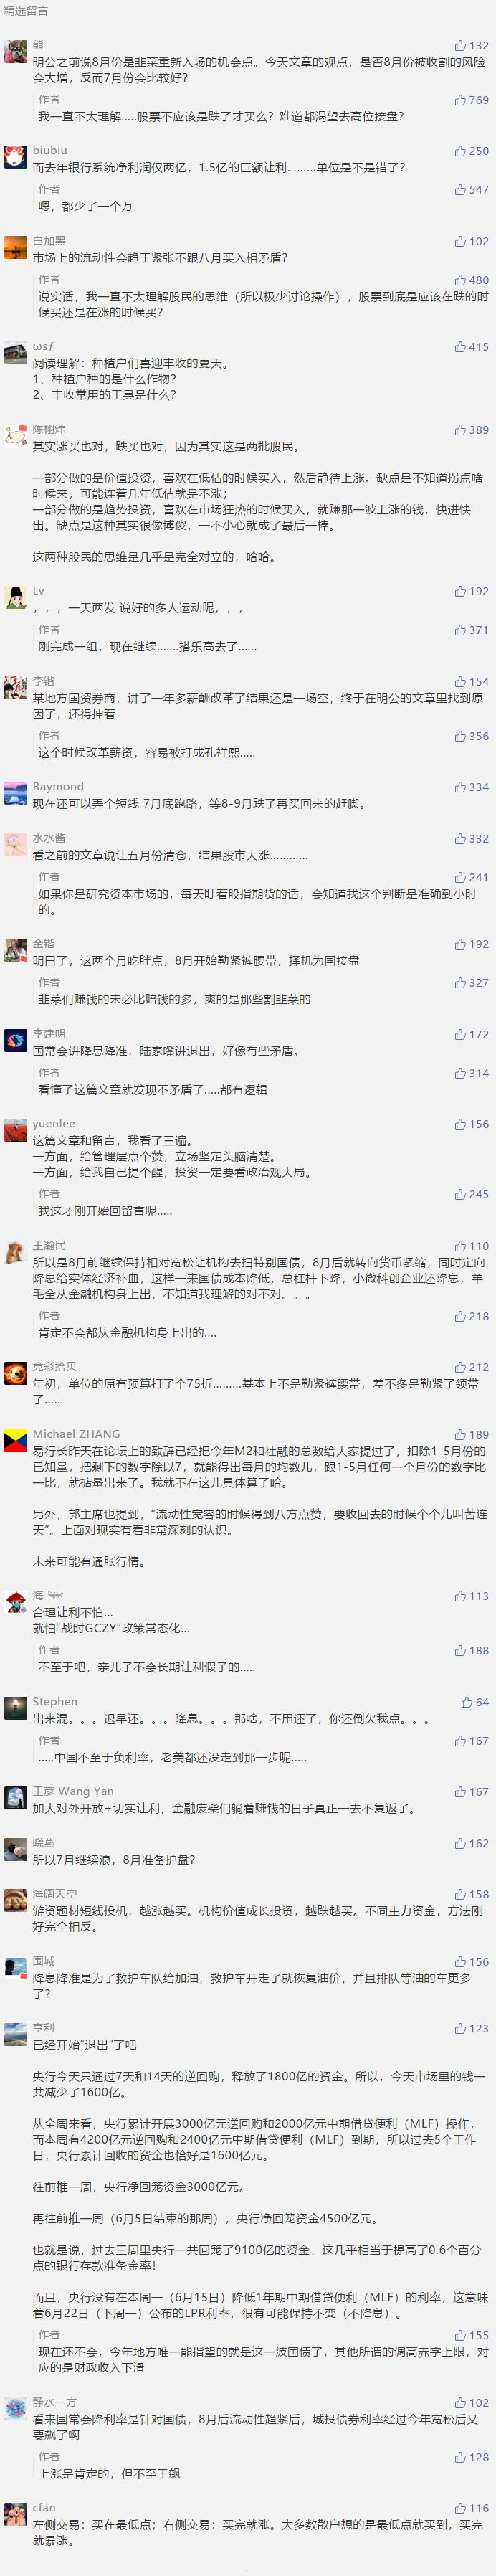 精选留言
熊
132
明公之前说8月份是韭菜重新入场的机会点。今天文章的观点，是否8月份被收割的风险
会大增，反而7月份会比较好？
作者
769
我一直不太理解.....股票不应该是跌了才买么？难道都渴望去高位接盘？
biubiu
250
而去年银行系统净利润仅两亿，1.5亿的巨额让利.........单位是不是错了？
作者
547
嗯，都少了一个万
白加黑
102
市场上的流动性会趋于紧张不跟八月买入相矛盾？
作者
480
说实话，我一直不太理解股民的思维（所以极少讨论操作），股票到底是应该在跌的时
候买还是在涨的时候买？
ωsƒ
415
阅读理解：种植户们喜迎丰收的夏天。
1、种植户种的是什么作物？
2、丰收常用的工具是什么？
陈栩炜
389
其实涨买也对，跌买也对，因为其实这是两批股民。
一部分做的是价值投资，喜欢在低估的时候买入，然后静待上涨。缺点是不知道拐点啥
时候来，可能连着几年低估就是不涨；
一部分做的是趋势投资，喜欢在市场狂热的时候买入，就赚那一波上涨的钱，快进快
出。缺点是这种其实很像博傻，一不小心就成了最后一棒。
这两种股民的思维是几乎是完全对立的，哈哈。
Lv
192
，，，一天两发 说好的多人运动呢，，，
作者
371
刚完成一组，现在继续.......搭乐高去了......
李锴
154
某地方国资券商，讲了一年多薪酬改革了结果还是一场空，终于在明公的文章里找到原
因了，还得抻着
作者
356
这个时候改革薪资，容易被打成孔祥熙.....
Raymond
334
现在还可以弄个短线 7月底跑路，等8-9月跌了再买回来的赶脚。
水水酱
332
看之前的文章说让五月份清仓，结果股市大涨............
作者
241
如果你是研究资本市场的，每天盯着股指期货的话，会知道我这个判断是准确到小时
的。
金锴
192
明白了，这两个月吃胖点，8月开始勒紧裤腰带，择机为国接盘
作者
327
韭菜们赚钱的未必比赔钱的多，爽的是那些割韭菜的
李建明
172
国常会讲降息降准，陆家嘴讲退出，好像有些矛盾。
作者
314
看懂了这篇文章就发现不矛盾了.....都有逻辑
yuenlee
156
这篇文章和留言，我看了三遍。
一方面，给管理层点个赞，立场坚定头脑清楚。
一方面，给我自己提个醒，投资一定要看政治观大局。
作者
245
我这才刚开始回留言呢.....
王瀚民
110
所以是8月前继续保持相对宽松让机构去扫特别国债，8月后就转向货币紧缩，同时定向
降息给实体经济补血，这样一来国债成本降低，总杠杆下降，小微科创企业还降息，羊
毛全从金融机构身上出的，不知道我理解的对不对。。。
作者
218
肯定不会都从金融机构身上出的....
竞彩拾贝
212
年初，单位的原有预算打了个75折.........基本上不是勒紧裤腰带，差不多是勒紧了领带
了......
Michael ZHANG
189
易行长昨天在论坛上的致辞已经把今年M2和社融的总数给大家提过了，扣除1-5月份的
已知量，把剩下的数字除以7，就能得出每月的均数儿，跟1-5月任何一个月份的数字比
一比，就掂量出来了。我就不在这儿具体算了哈。
另外，郭主席也提到，“流动性宽容的时候得到八方点赞，要收回去的时候个个儿叫苦连
天”。上面对现实有着非常深刻的认识。
未来可能有通胀行情。
海
113
合理让利不怕...
就怕“战时GCZY”政策常态化...
作者
188
不至于吧，亲儿子不会长期让利假子的.....
Stephen
64
出来混。。。迟早还。。。降息。。。那啥，不用还了，你还倒欠我点。。。
作者
167
.....中国不至于负利率，老美都还没走到那一步呢.....
王彦 Wang Yan
167
加大对外开放+切实让利，金融废柴们躺着赚钱的日子真正一去不复返了。
晓燕
162
所以7月继续浪，8月准备护盘？
海阔天空
158
游资题材短线投机，越涨越买。机构价值成长投资，越跌越买。不同主力资金，方法刚
好完全相反。
围城
156
降息降准是为了救护车队给加油，救护车开走了就恢复油价，并且排队等油的车更多
了？
亨利
123
已经开始“退出”了吧
央行今天只通过7天和14天的逆回购，释放了1800亿的资金。所以，今天市场里的钱一
共减少了1600亿。
从全周来看，央行累计开展3000亿元逆回购和2000亿元中期借贷便利（MLF）操作，
而本周有4200亿元逆回购和2400亿元中期借贷便利（MLF）到期，所以过去5个工作
日，央行累计回收的资金也恰好是1600亿元。
往前推一周，央行净回笼资金3000亿元。
再往前推一周（6月5日结束的那周），央行净回笼资金4500亿元。
也就是说，过去三周里央行一共回笼了9100亿的资金，这几乎相当于提高了0.6个百分
点的银行存款准备金率！
而且，央行没有在本周一（6月15日）降低1年期中期借贷便利（MLF）的利率，这意味
着6月22日（下周一）公布的LPR利率，很有可能保持不变（不降息）。
作者
155
现在还不会，今年地方唯一能指望的就是这一波国债了，其他所谓的调高赤字上限，对
应的是财政收入下滑
静水一方
102
看来国常会降利率是针对国债，8月后流动性趋紧后，城投债券利率经过今年宽松后又
要飙了啊
作者
128
上涨是肯定的，但不至于飙
cfan
116
左侧交易：买在最低点；右侧交易：买完就涨。大多数散户想的是最低点就买到，买完
就暴涨。